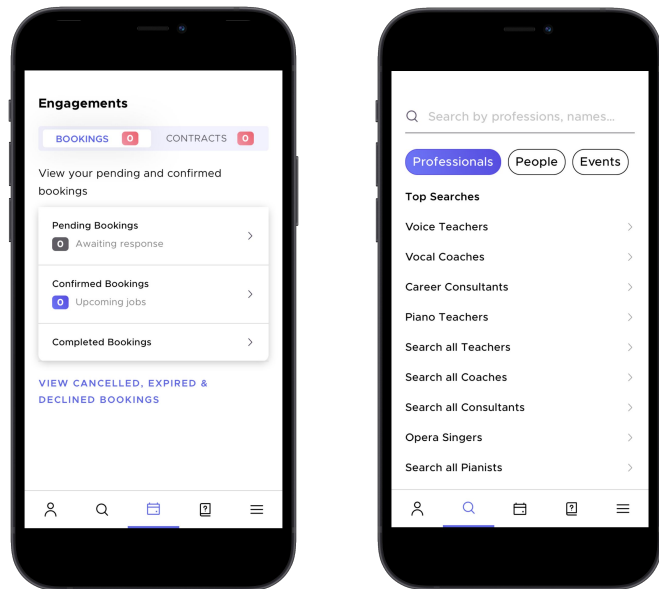 Engagements
BOOKINGS 0 CONTRACTS 0
View your pending and confirmed
bookings
Pending Bookings
0 Awaiting response
Confirmed Bookings
0 Upcoming jobs
Completed Bookings
VIEW CANCELLED, EXPIRED &
DECLINED BOOKINGS
Search by professions, names...
Professionals People Events
Top Searches
Voice Teachers
Vocal Coaches
Career Consultants
Piano Teachers
Search all Teachers
Search all Coaches
Search all Consultants
Opera Singers
Search all Pianists